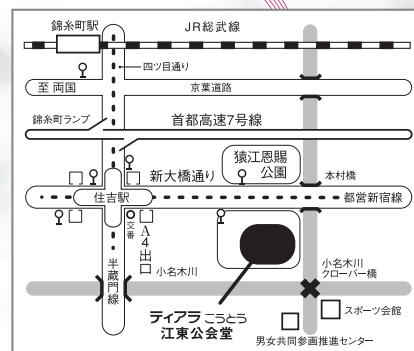 錦糸町駅
JR総武線
四ツ目通り
至 両国
京葉道路
錦糸町ランプ
首都高速7号線
新大橋通り
猿江恩賜
公園
本村橋
住吉駅
都営新宿線
交番
A4出口
半蔵門線
小名木川
小名木川
クローバー橋
ティアラこうとう
江東公会堂
スポーツ会館
男女共同参画推進センター